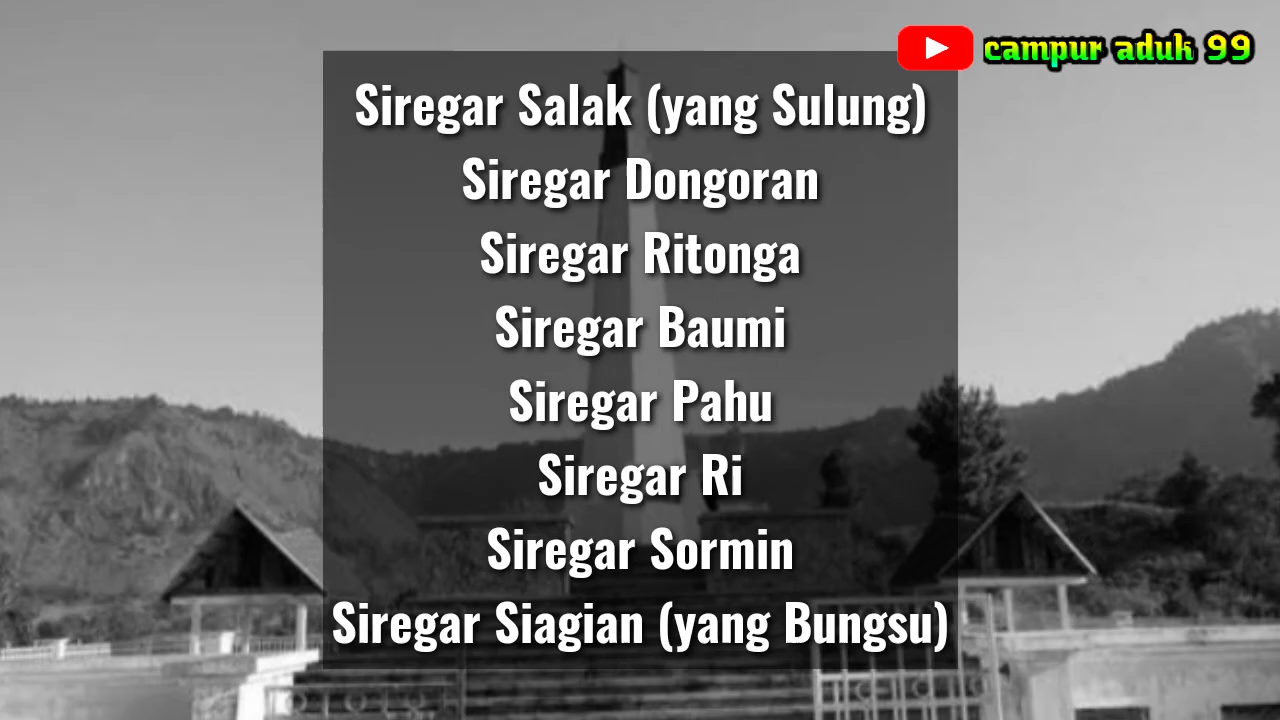 campur aduk 99
Siregar Salak (yang Sulung)
Siregar Dongoran
Siregar Ritonga
Siregar Baumi
Siregar Pahu
Siregar Ri
Siregar Sormin
Siregar Siagian (yang Bungsu)